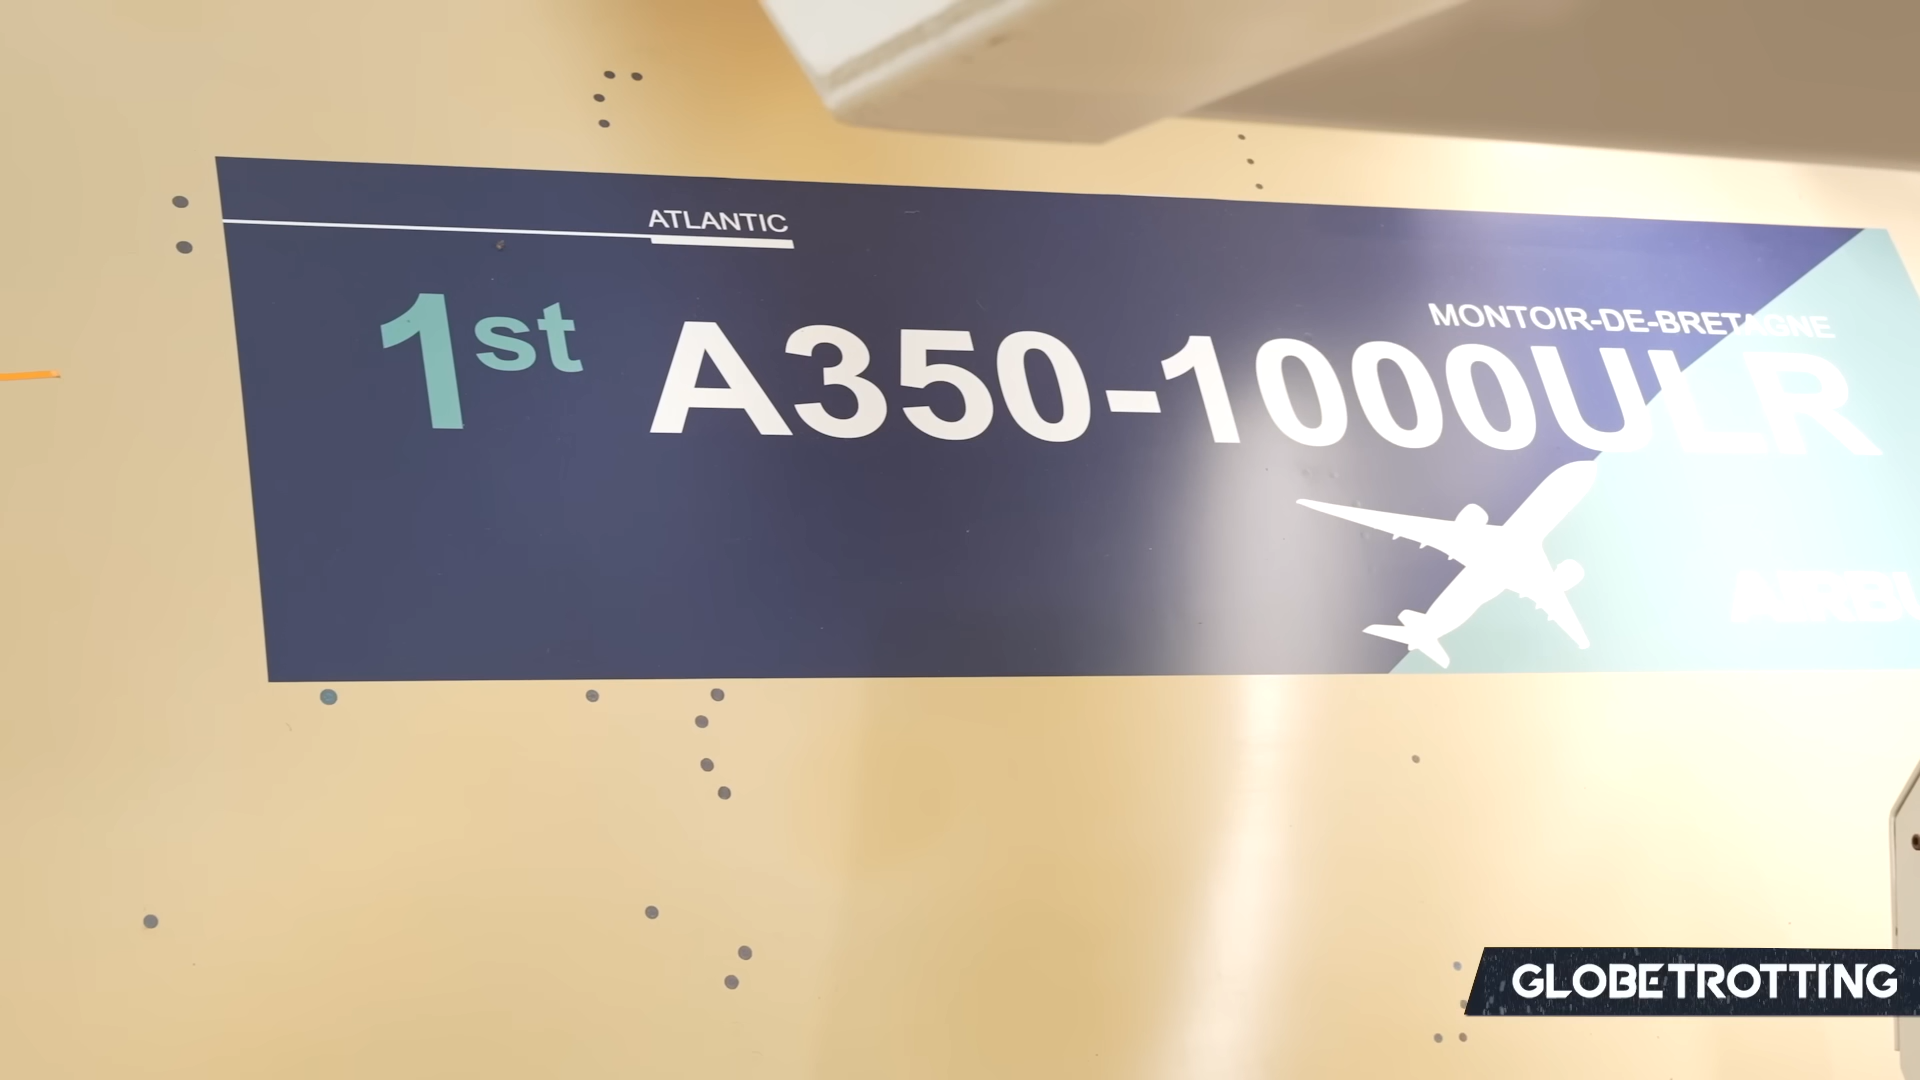 ATLANTIC
MONTOIR-DE-BRETAGNE
1st A350-1000ULR
GLOBETROTTING